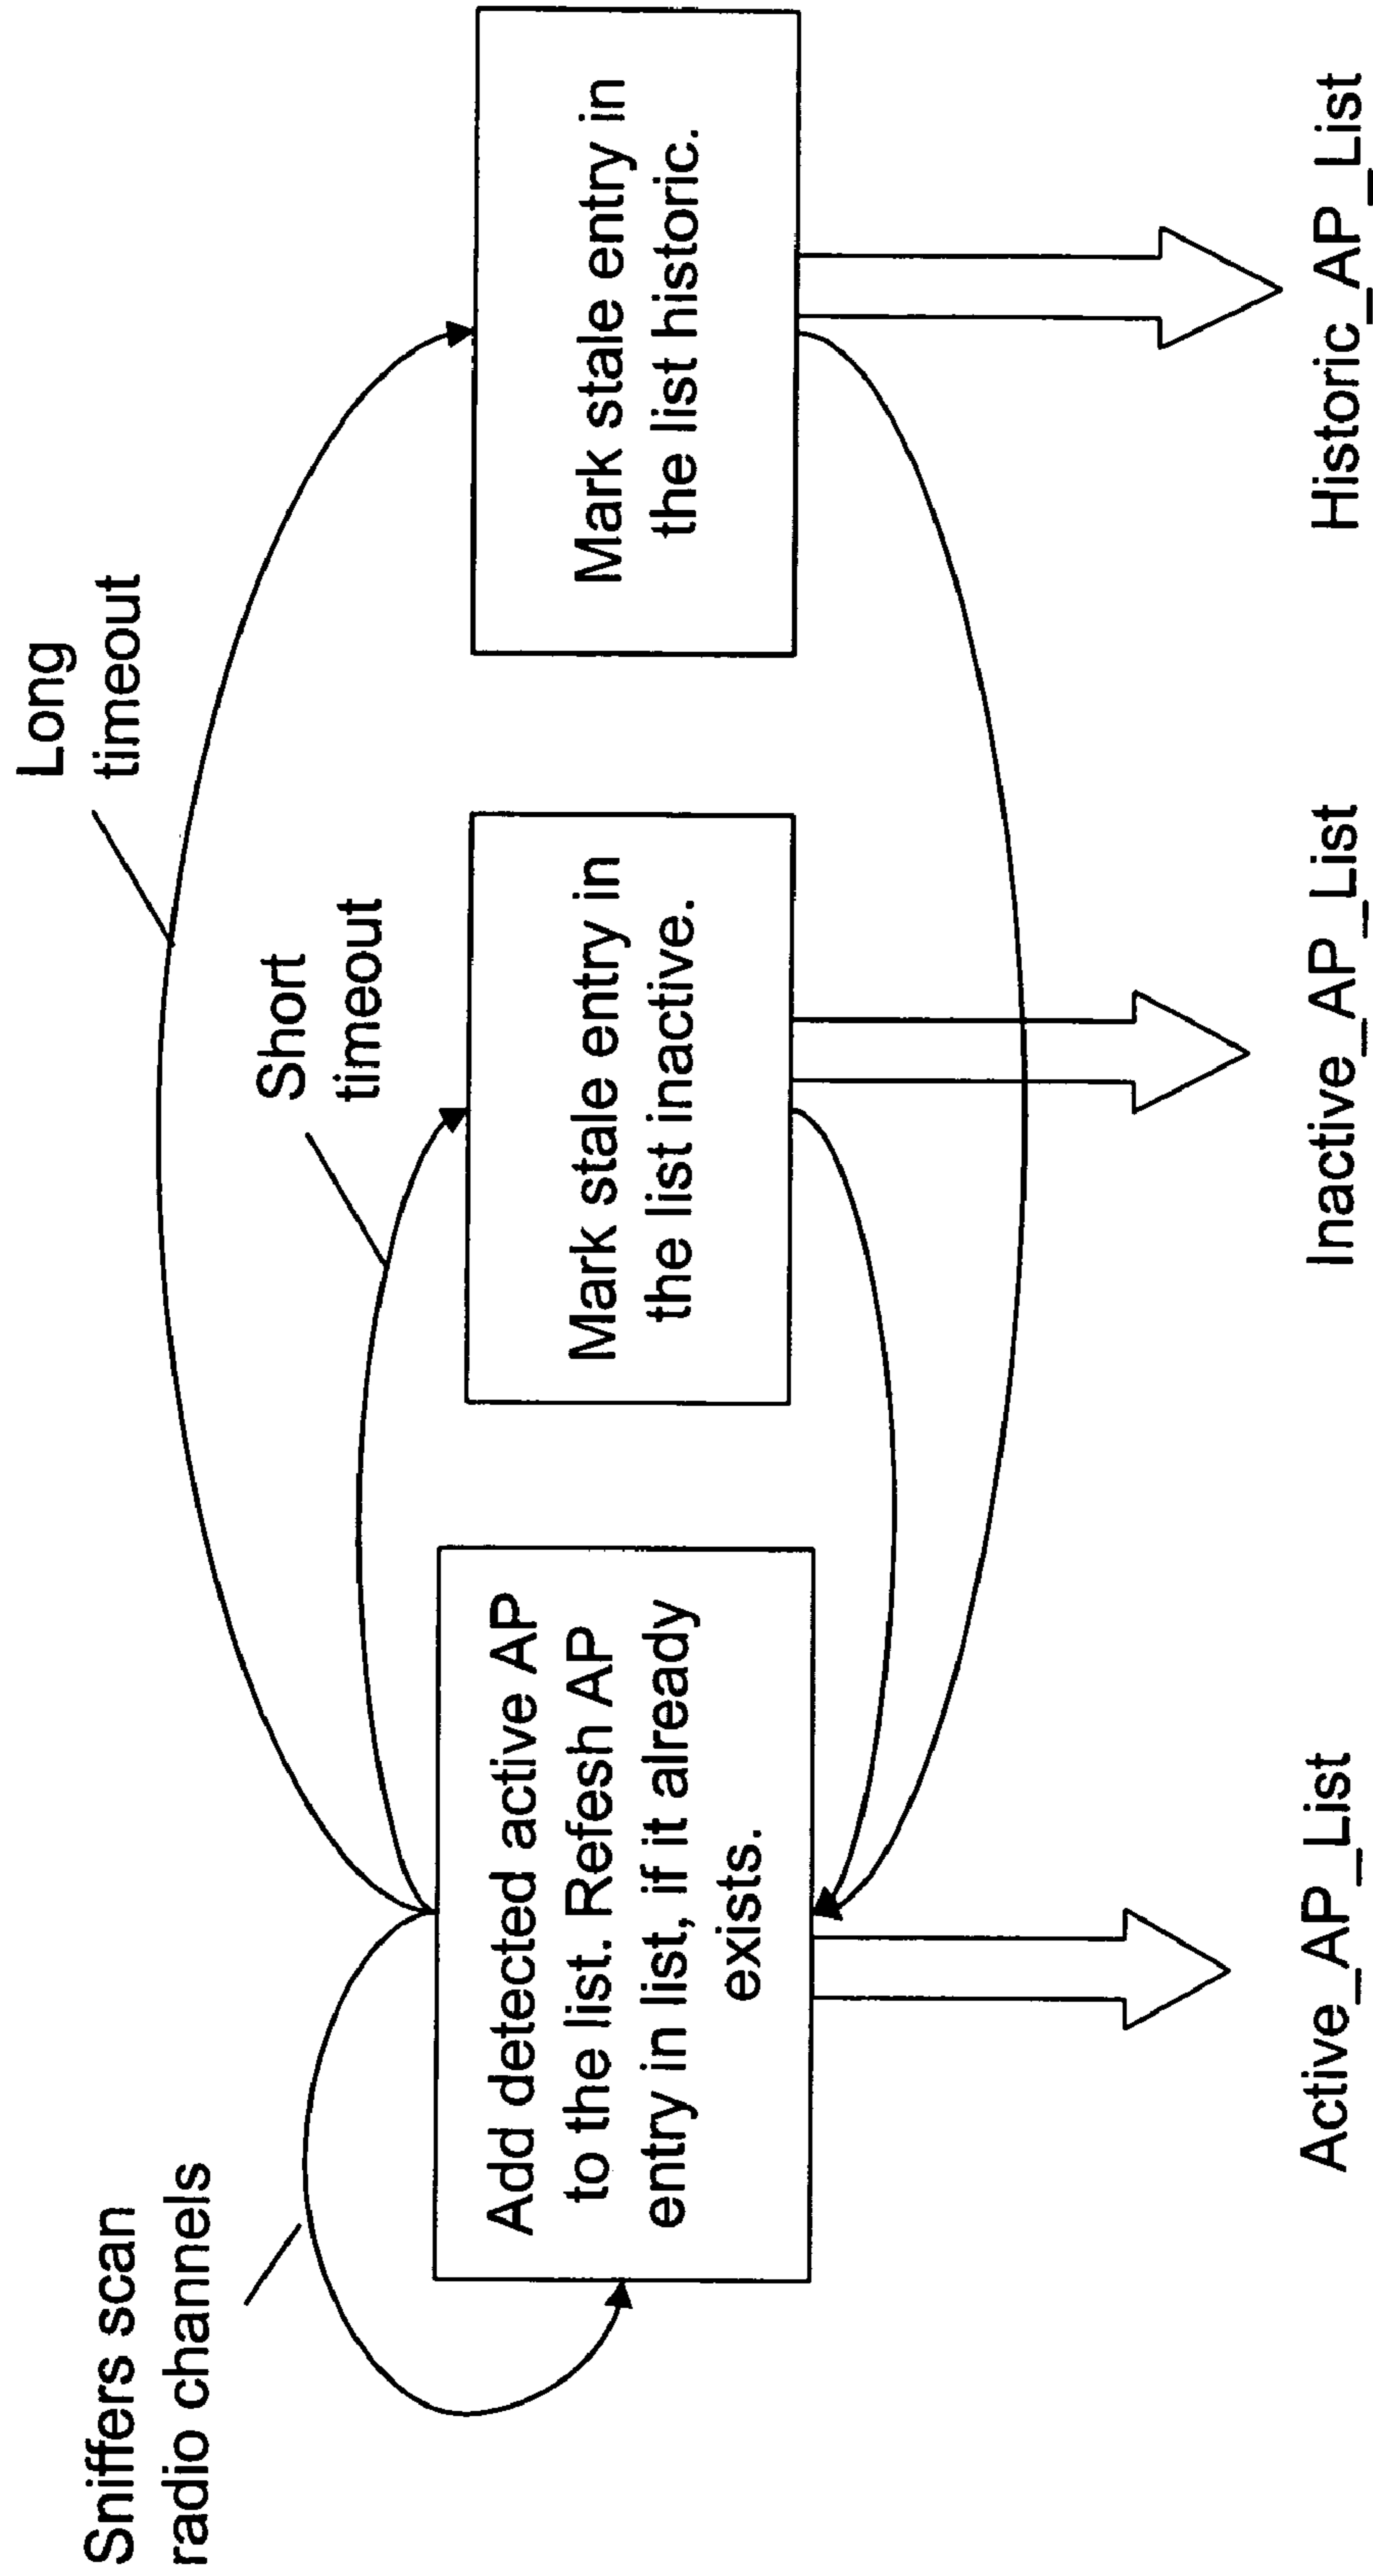 Sniffers scan
radio channels
Long
timeout
Short
timeout
Add detected active AP
to the list. Refesh AP
entry in list, if it already
exists.
Mark stale entry in
the list inactive.
Mark stale entry in
the list historic.
Active_AP_List
Inactive_AP_List
Historic_AP_List